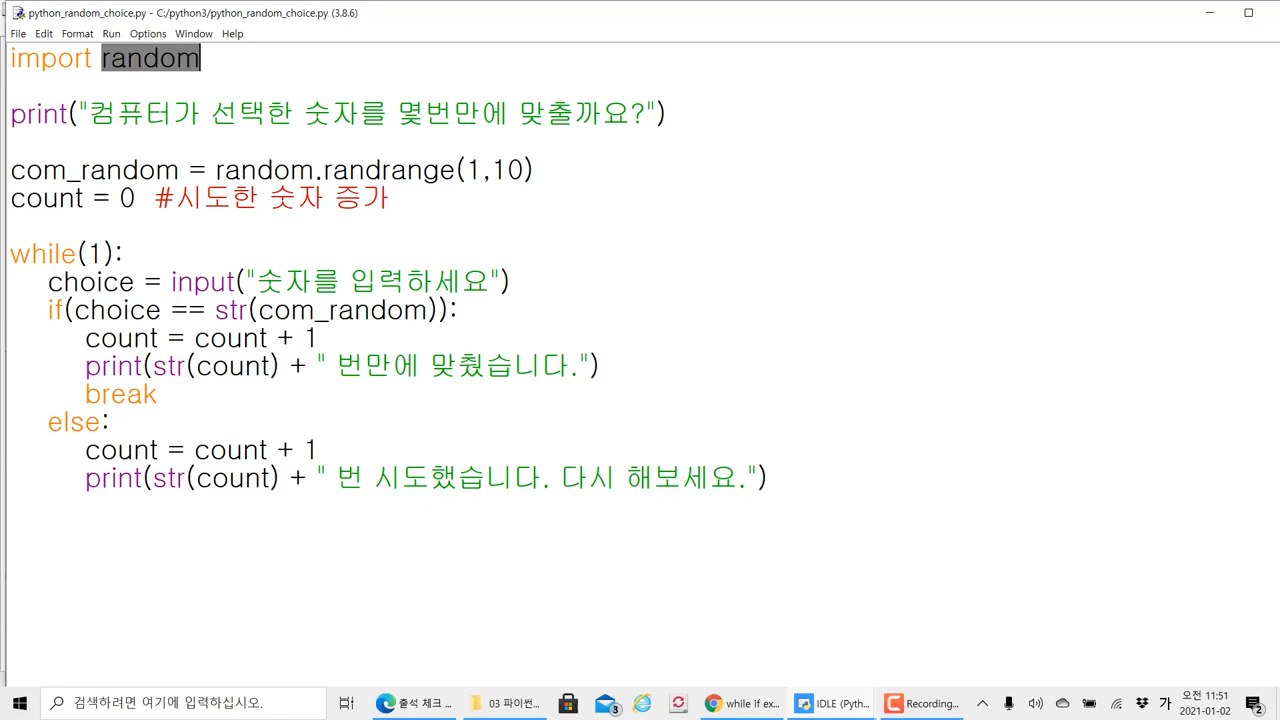 python_random_choice.py - C:/python3/python_random_choice.py (3.8.6)
File Edit Format Run Options Window Help
import random
print("컴퓨터가 선택한 숫자를 몇번만에 맞출까요?")
com_random = random.randrange(1,10)
count = 0 #시도한 숫자 증가
while(1):
choice = input("숫자를 입력하세요")
if(choice == str(com_random)):
count = count + 1
print(str(count) + " 번만에 맞췄습니다.")
break
else:
count = count + 1
print(str(count) + " 번 시도했습니다. 다시 해보세요.")
검색하려면 여기에 입력하십시오.
출석 체크 ...
03 파이썬...
3
while if ex...
IDLE (Pyth...
Recording...
가
오전 11:51
2021-01-02
2